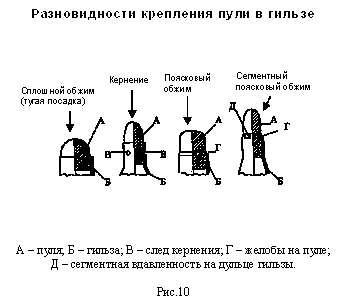 Разновидности крепления пули в гильзе
Сплошной обжим
(тугая посадка)
Кернение
Поясковый
обжим
Сегментный
поясковый обжим
А
Б
А
В
В
Б
А
Г
Б
Д
А
Г
Б
А – пуля; Б – гильза; В – след кернения; Г – желобы на пуле;
Д – сегментная вдавленность на дульце гильзы.
Рис.10